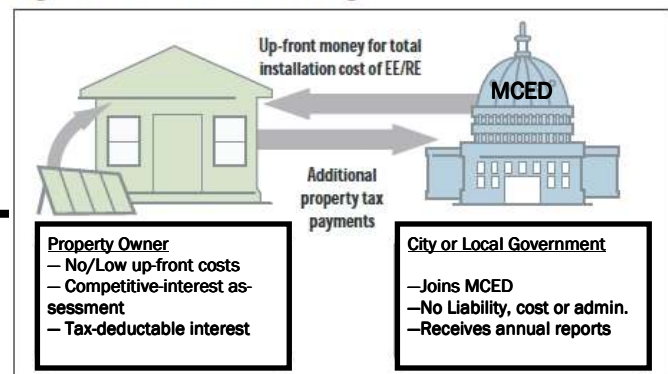 Up-front money for total
installation cost of EE/RE
MCED
Additional
property tax
payments
Property Owner
— No/Low up-front costs
— Competitive-interest as-
sessment
— Tax-deductable interest
City or Local Government
—Joins MCED
—No Liability, cost or admin.
—Receives annual reports